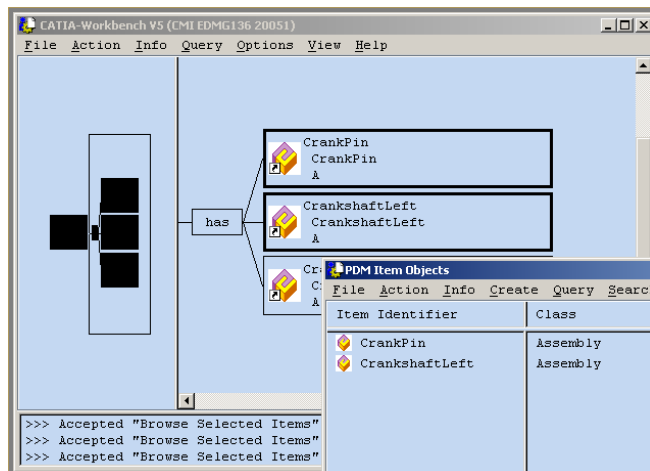 CATIA-Workbench V5 (CMI EDMG136 20051)
File Action Info Query Options View Help
CrankPin
CrankPin
A
has
CrankshaftLeft
CrankshaftLeft
A
Cr
C
A
PDM Item Objects
File Action Info Create Query Searc
Item Identifier Class
CrankPin Assembly
CrankshaftLeft Assembly
>>> Accepted "Browse Selected Items"
>>> Accepted "Browse Selected Items"
>>> Accepted "Browse Selected Items"